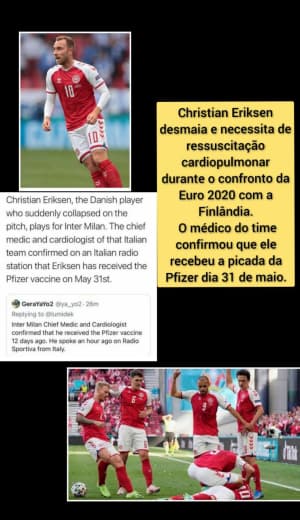 Christian Eriksen
desmaia e necessita de
ressuscitação
cardiopulmonar
durante o confronto da
Euro 2020 com a
Finlândia.
O médico do time
confirmou que ele
recebeu a picada da
Pfizer dia 31 de maio.
Christian Eriksen, the Danish player
who suddenly collapsed on the
pitch, plays for Inter Milan. The chief
medic and cardiologist of that Italian
team confirmed on an Italian radio
station that Eriksen has received the
Pfizer vaccine on May 31st.
GeraYaYo2 @ya_yo2 · 26m
Replying to @lumidek
Inter Milan Chief Medic and Cardiologist
confirmed that he received the Pfizer vaccine
12 days ago. He spoke an hour ago on Radio
Sportiva from Italy.
10
10